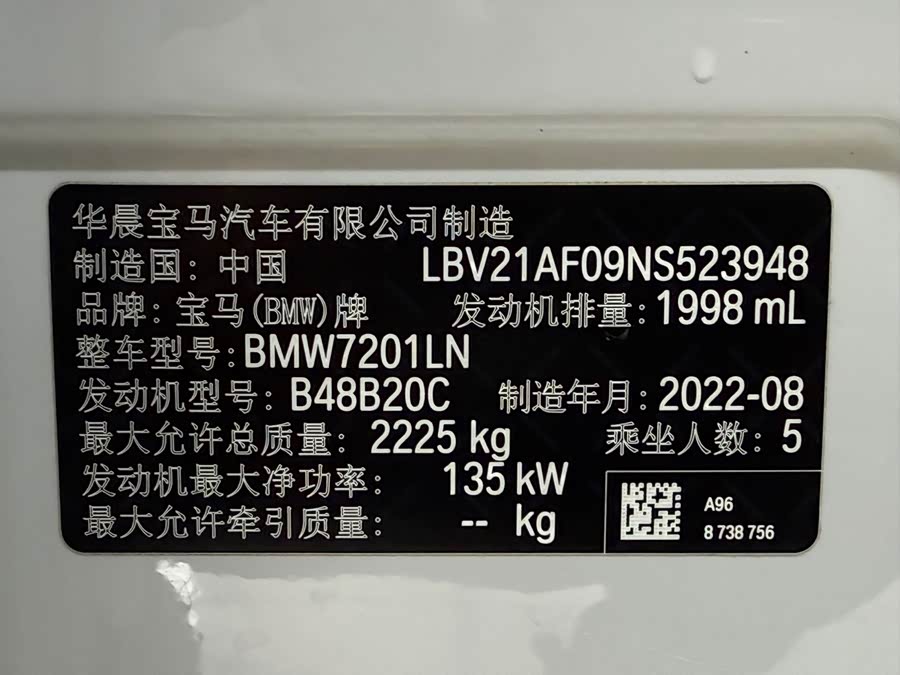 华晨宝马汽车有限公司制造
制造国：中国 LBV21AF09NS523948
品牌：宝马(BMW)牌 发动机排量：1998 mL
整车型号：BMW7201LN
发动机型号：B48B20C 制造年月：2022-08
最大允许总质量：2225 kg 乘坐人数：5
发动机最大净功率：135 kW
最大允许牵引质量：-- kg
A96
8 738 756